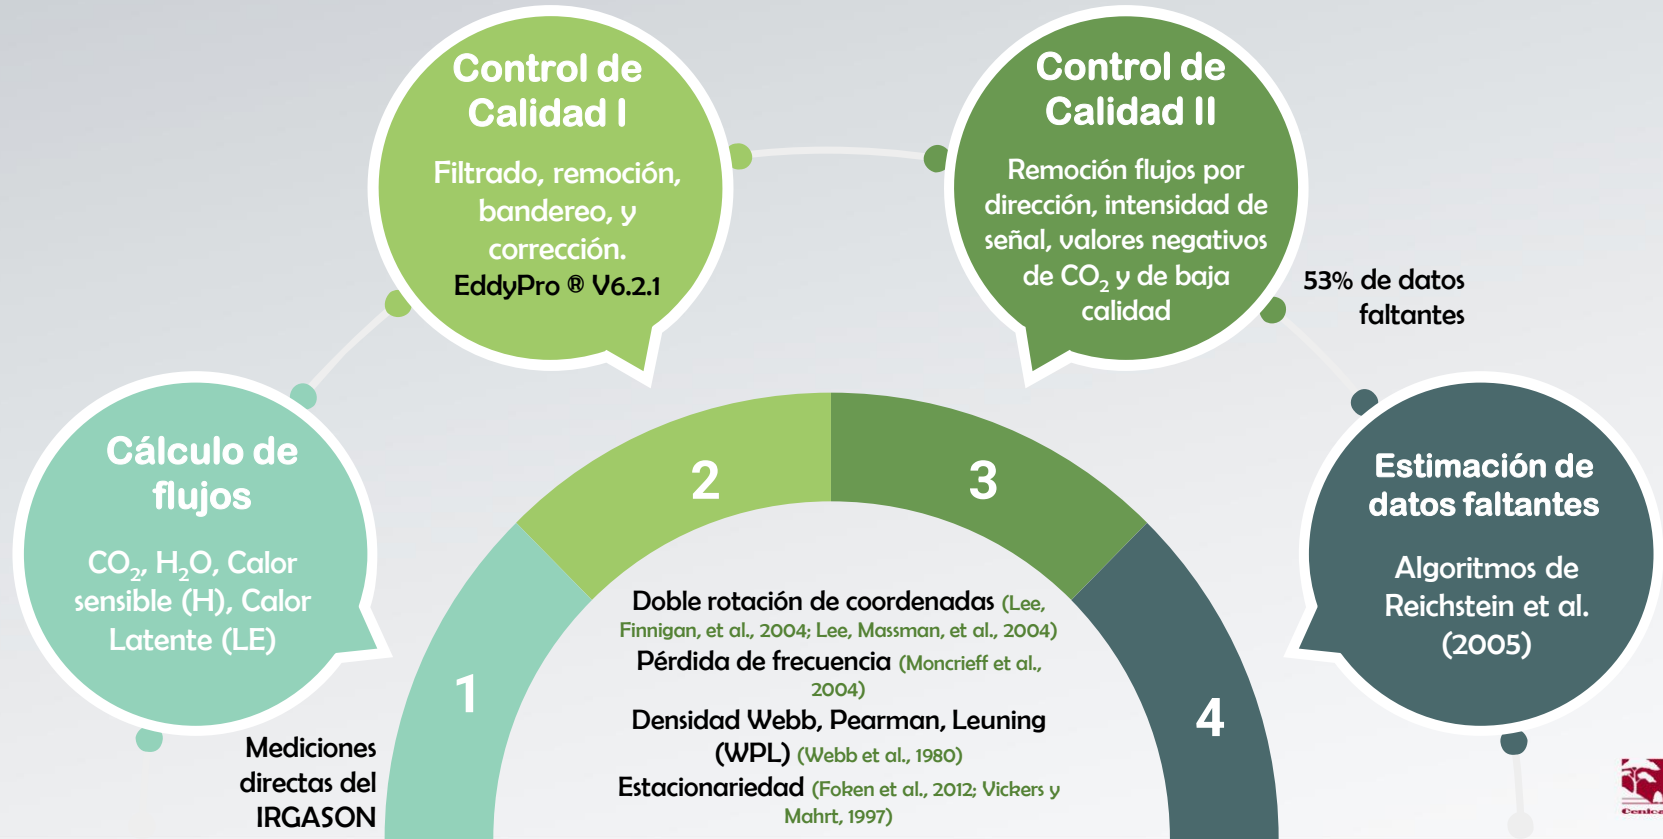 Control de
Calidad I
Filtrado, remoción,
bandereo, y
corrección.
EddyPro ® V6.2.1
Control de
Calidad II
Remoción flujos por
dirección, intensidad de
señal, valores negativos
de CO₂ y de baja
calidad
53% de datos
faltantes
Cálculo de
flujos
CO₂, H₂O, Calor
sensible (H), Calor
Latente (LE)
Mediciones
directas del
IRGASON
Estimación de
datos faltantes
Algoritmos de
Reichstein et al.
(2005)
1
2
3
4
Doble rotación de coordenadas (Lee,
Finnigan, et al., 2004; Lee, Massman, et al., 2004)
Pérdida de frecuencia (Moncrieff et al.,
2004)
Densidad Webb, Pearman, Leuning
(WPL) (Webb et al., 1980)
Estacionariedad (Foken et al., 2012; Vickers y
Mahrt, 1997)